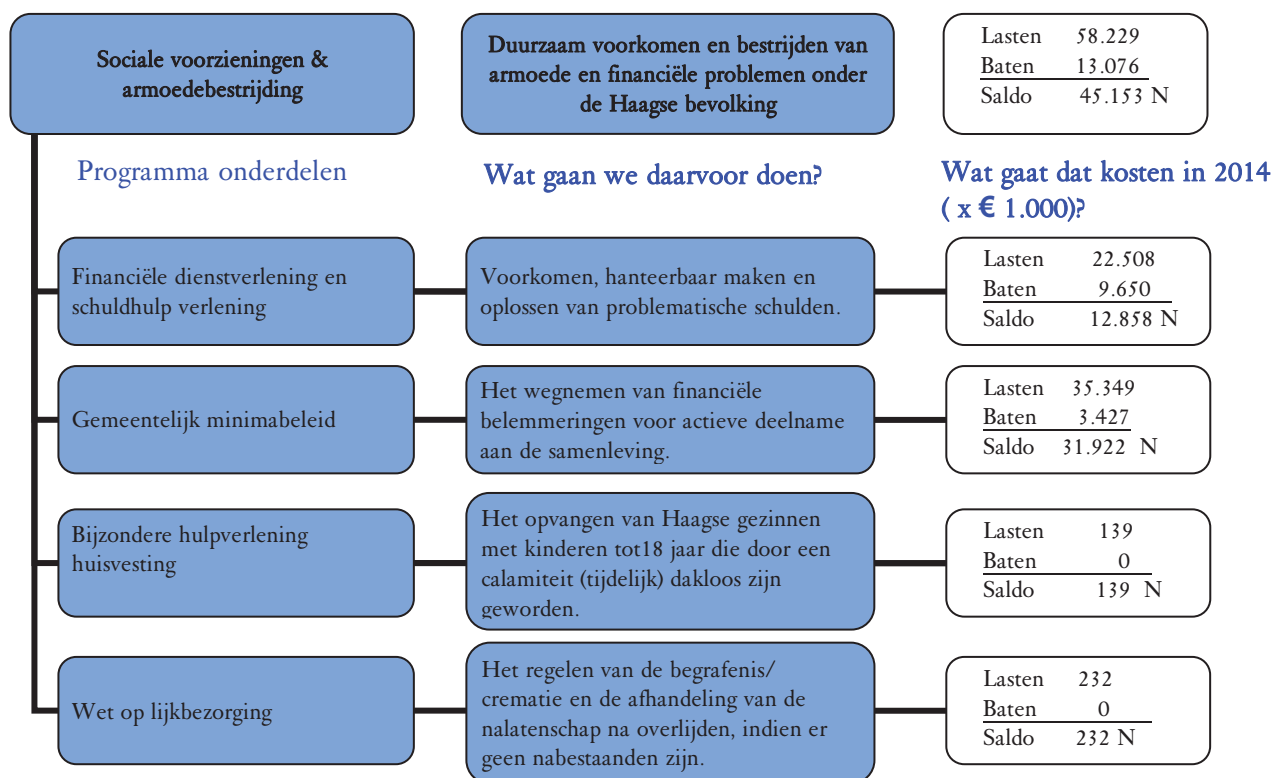 Sociale voorzieningen &
armoedebestrijding
Duurzaam voorkomen en bestrijden van
armoede en financiële problemen onder
de Haagse bevolking
Lasten 58.229
Baten 13.076
Saldo 45.153 N
Programma onderdelen
Wat gaan we daarvoor doen?
Wat gaat dat kosten in 2014
( x € 1.000)?
Financiële dienstverlening en
schuldhulp verlening
Voorkomen, hanteerbaar maken en
oplossen van problematische schulden.
Lasten 22.508
Baten 9.650
Saldo 12.858 N
Gemeentelijk minimabeleid
Het wegnemen van financiële
belemmeringen voor actieve deelname
aan de samenleving.
Lasten 35.349
Baten 3.427
Saldo 31.922 N
Bijzondere hulpverlening
huisvesting
Het opvangen van Haagse gezinnen
met kinderen tot18 jaar die door een
calamiteit (tijdelijk) dakloos zijn
geworden.
Lasten 139
Baten 0
Saldo 139 N
Wet op lijkbezorging
Het regelen van de begrafenis/
crematie en de afhandeling van de
nalatenschap na overlijden, indien er
geen nabestaanden zijn.
Lasten 232
Baten 0
Saldo 232 N